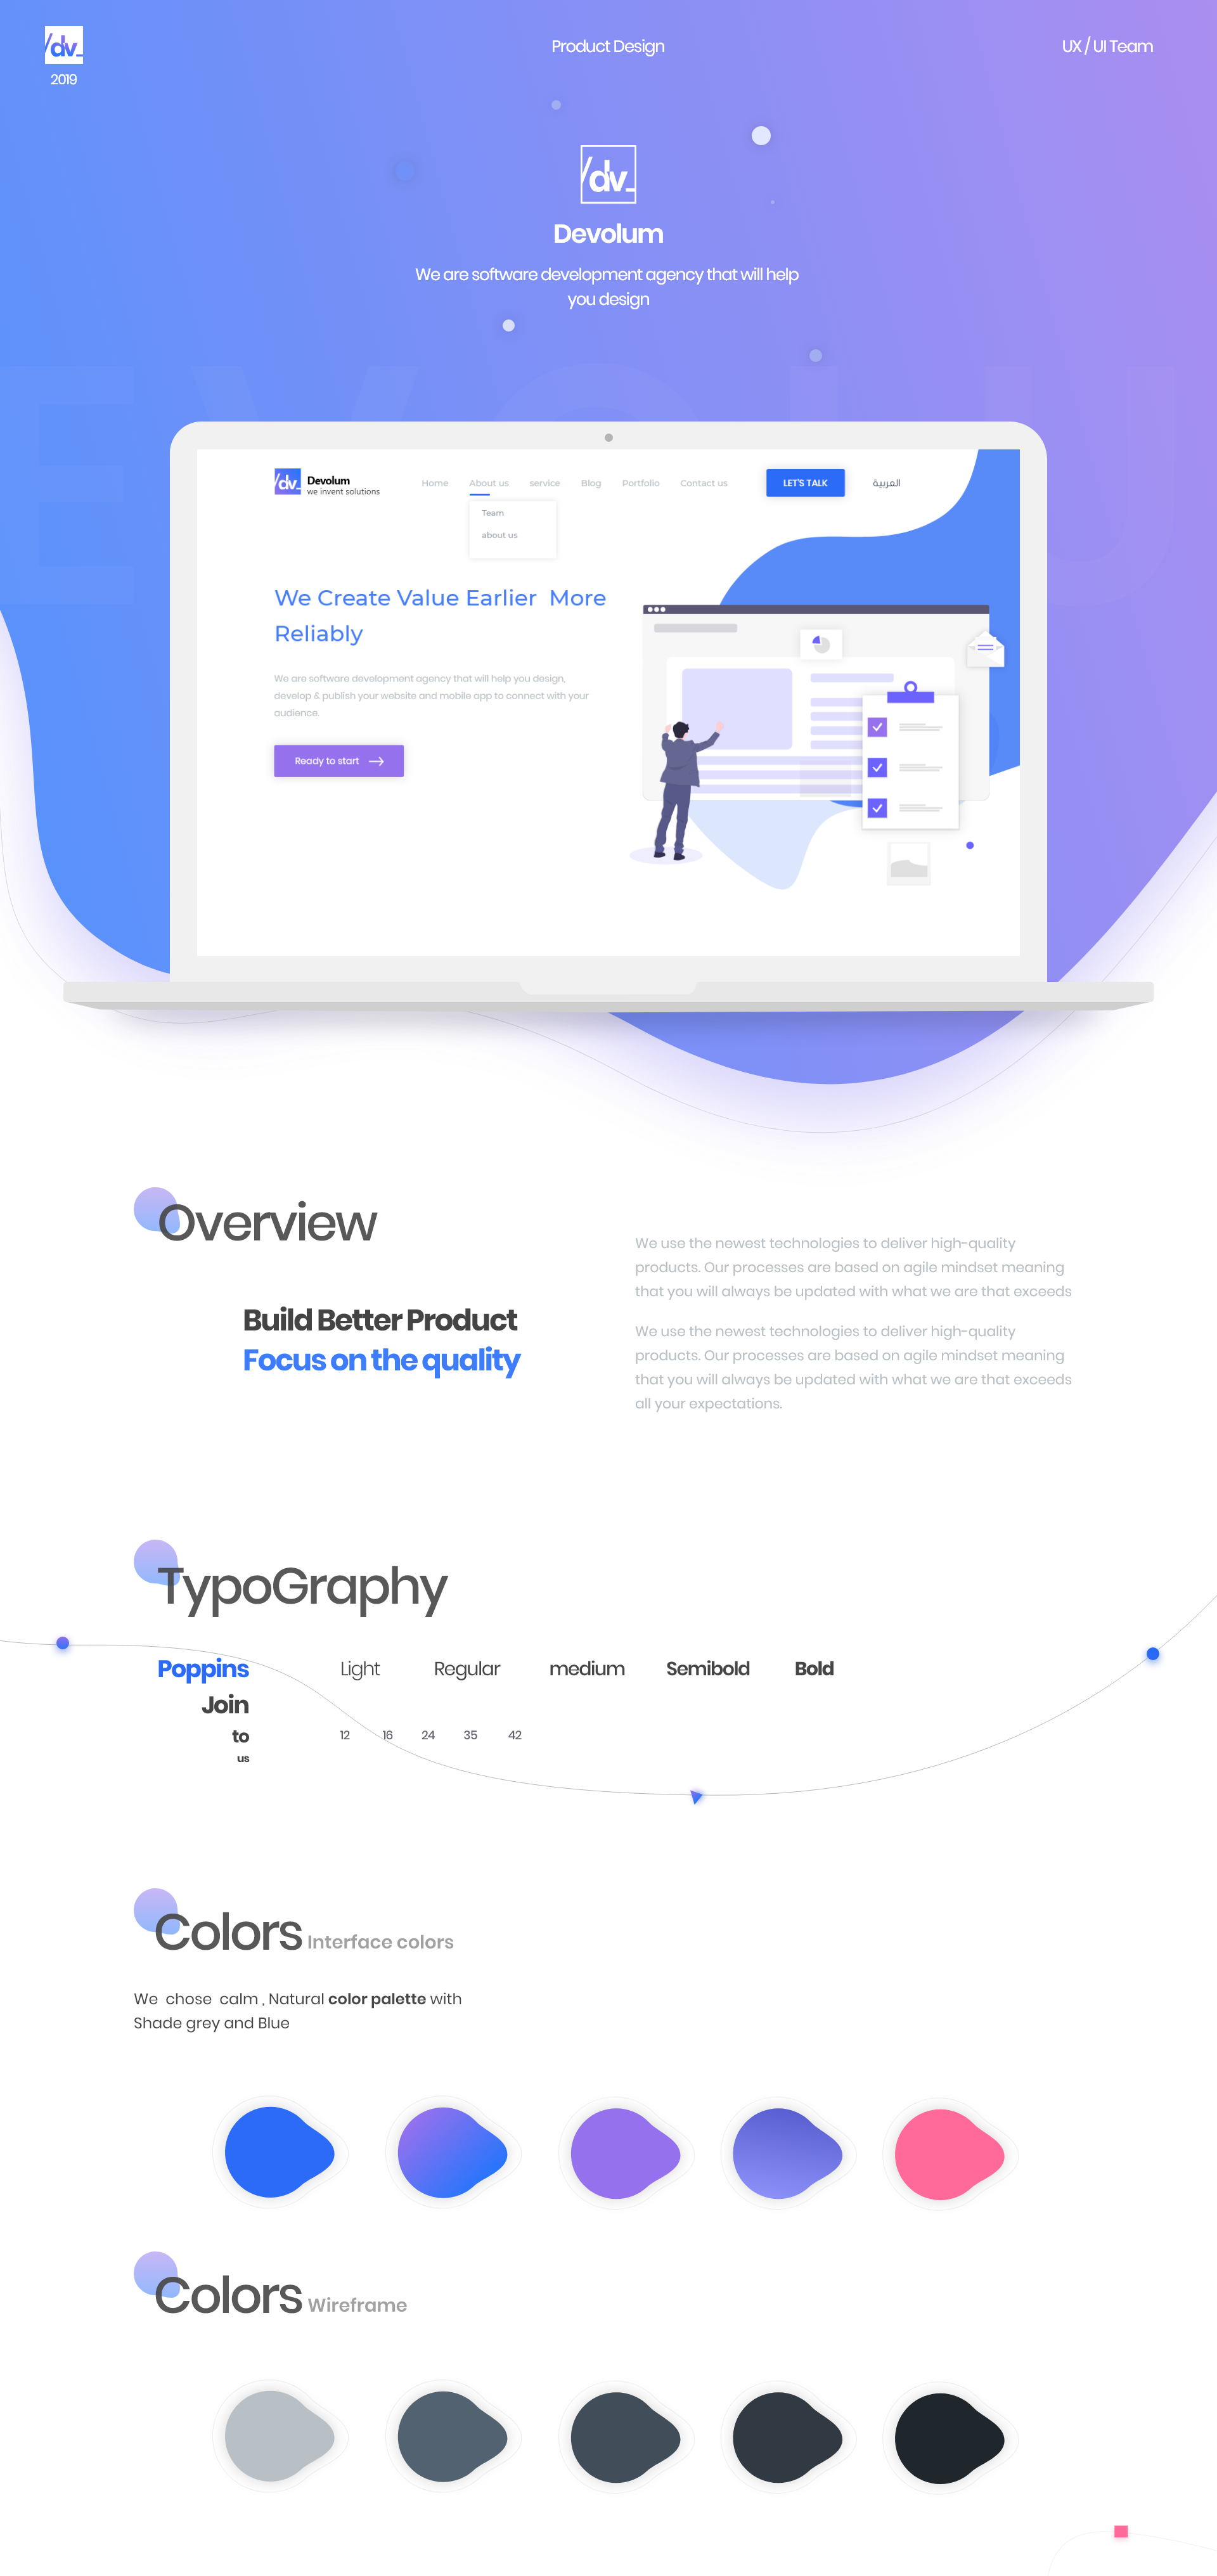 /dv_
2019
Product Design
UX / UI Team
/dv_
Devolum
We are software development agency that will help
you design
EVOLU
/dv_
Devolum
we invent solutions
Home
About us
service
Blog
Portfolio
Contact us
LET'S TALK
العربية
Team
about us
We Create Value Earlier More
Reliably
We are software development agency that will help you design,
develop & publish your website and mobile app to connect with your
audience.
Ready to start
Overview
Build Better Product
Focus on the quality
We use the newest technologies to deliver high-quality
products. Our processes are based on agile mindset meaning
that you will always be updated with what we are that exceeds
We use the newest technologies to deliver high-quality
products. Our processes are based on agile mindset meaning
that you will always be updated with what we are that exceeds
all your expectations.
TypoGraphy
Poppins
Light
Regular
medium
Semibold
Bold
Join
to
us
12
16
24
35
42
Colors Interface colors
We chose calm , Natural color palette with
Shade grey and Blue
Colors Wireframe